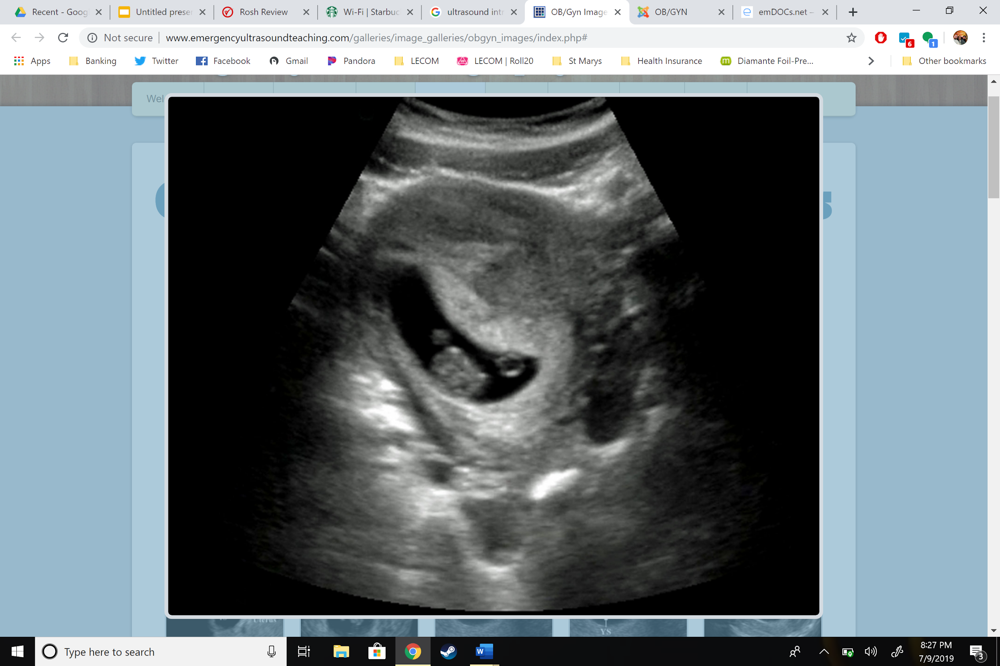 Recent - Goog
Untitled preser
Rosh Review
Wi-Fi | Starbuc
ultrasound intr
OB/Gyn Image
OB/GYN
emDOCs.net -
Not secure
www.emergencyultrasoundteaching.com/galleries/image_galleries/obgyn_images/index.php#
6
1
Apps
Banking
Twitter
Facebook
Gmail
Pandora
LECOM
LECOM | Roll20
St Marys
Health Insurance
Diamante Foil-Pre...
Other bookmarks
Wel
Uterus
YS
Type here to search
8:27 PM
7/9/2019
3